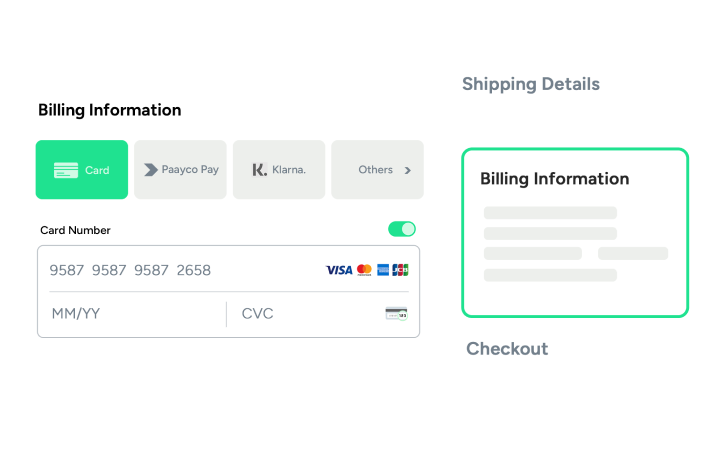 Billing Information
Card
Paayco Pay
Klarna.
Others
Card Number
9587 9587 9587 2658
VISA
JCB
MM/YY
CVC
Shipping Details
Billing Information
Checkout